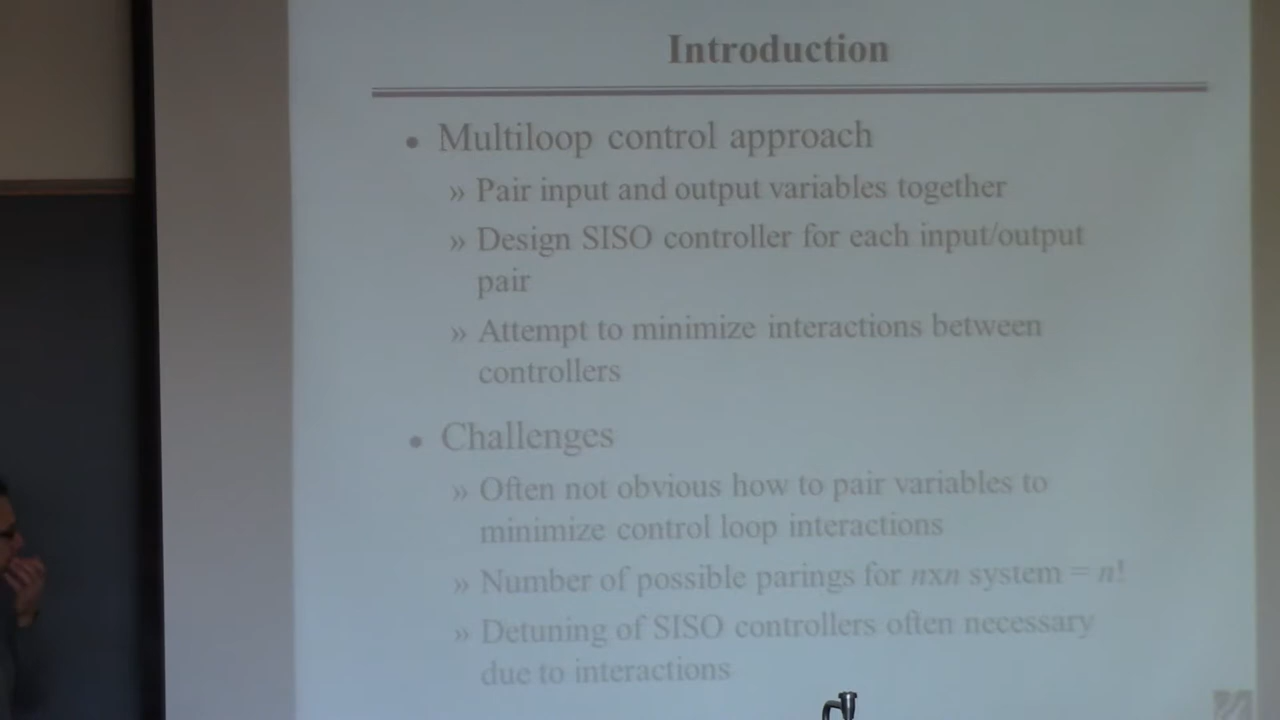 Introduction
• Multiloop control approach
» Pair input and output variables together
» Design SISO controller for each input/output
pair
» Attempt to minimize interactions between
controllers
• Challenges
» Often not obvious how to pair variables to
minimize control loop interactions
» Number of possible parings for nxn system = n!
» Detuning of SISO controllers often necessary
due to interactions